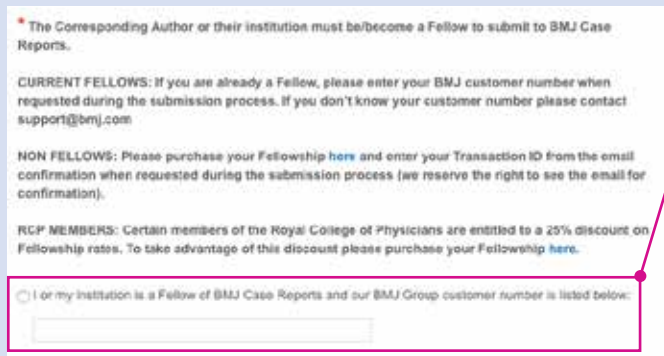 * The Corresponding Author or their institution must be/become a Fellow to submit to BMJ Case
Reports.
CURRENT FELLOWS: If you are already a Fellow, please enter your BMJ customer number when
requested during the submission process. If you don't know your customer number please contact
support@bmj.com
NON FELLOWS: Please purchase your Fellowship here and enter your Transaction ID from the email
confirmation when requested during the submission process (we reserve the right to see the email for
confirmation).
RCP MEMBERS: Certain members of the Royal College of Physicians are entitled to a 25% discount on
Fellowship rates. To take advantage of this discount please purchase your Fellowship here.
I or my Institution is a Fellow of BMJ Case Reports and our BMJ Group customer number is listed below: